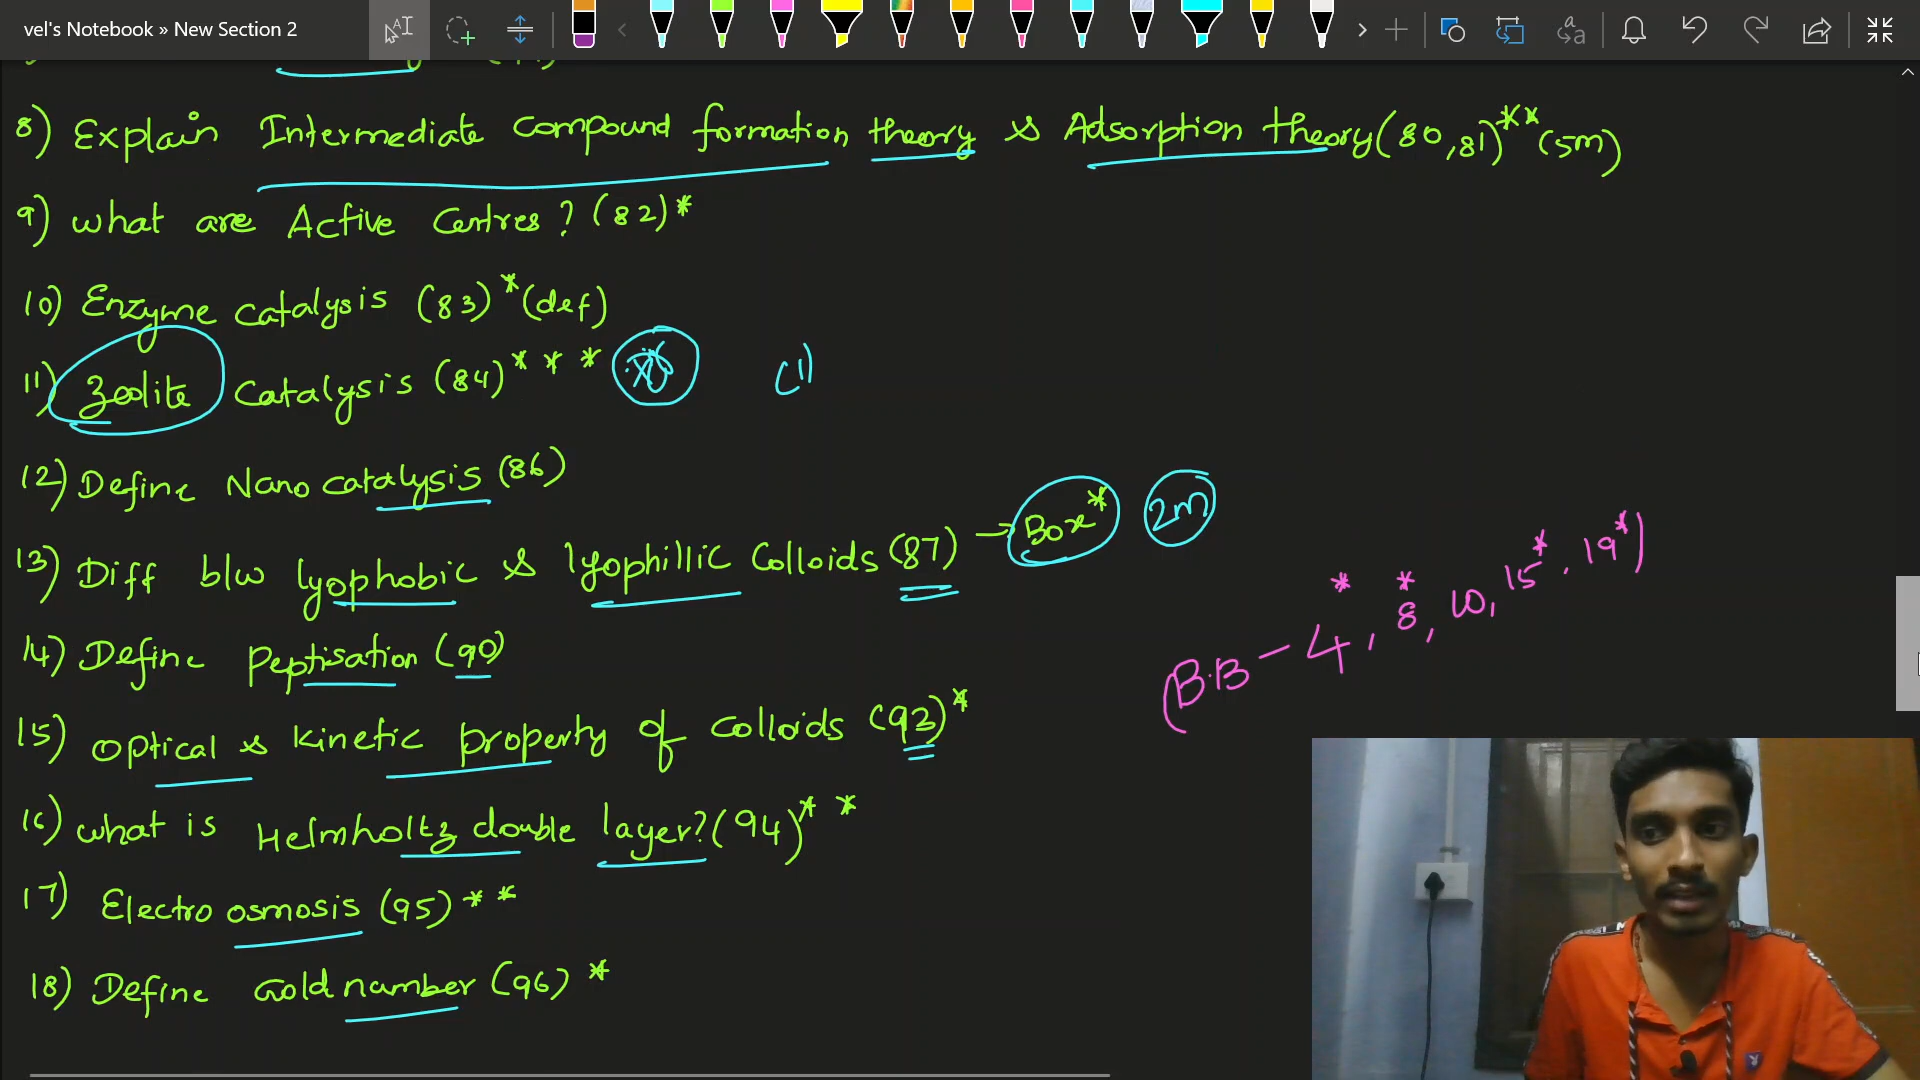 vel's Notebook » New Section 2
8) Explain Intermediate compound formation theory & Adsorption theory (80,81)** (5m)
9) what are Active Centres? (82)*
10) Enzyme catalysis (83)* (def)
11) Zeolite Catalysis (84)***
12) Define Nano catalysis (86)
13) Diff b/w lyophobic & lyophillic Colloids (87) → Box* 2m
14) Define Peptisation (90)
(B.B - 4*, 8*, 10, 15*, 19*)
15) Optical & kinetic property of colloids (93)*
16) what is Helmholtz double layer? (94)**
17) Electro osmosis (95)**
18) Define Gold number (96)*